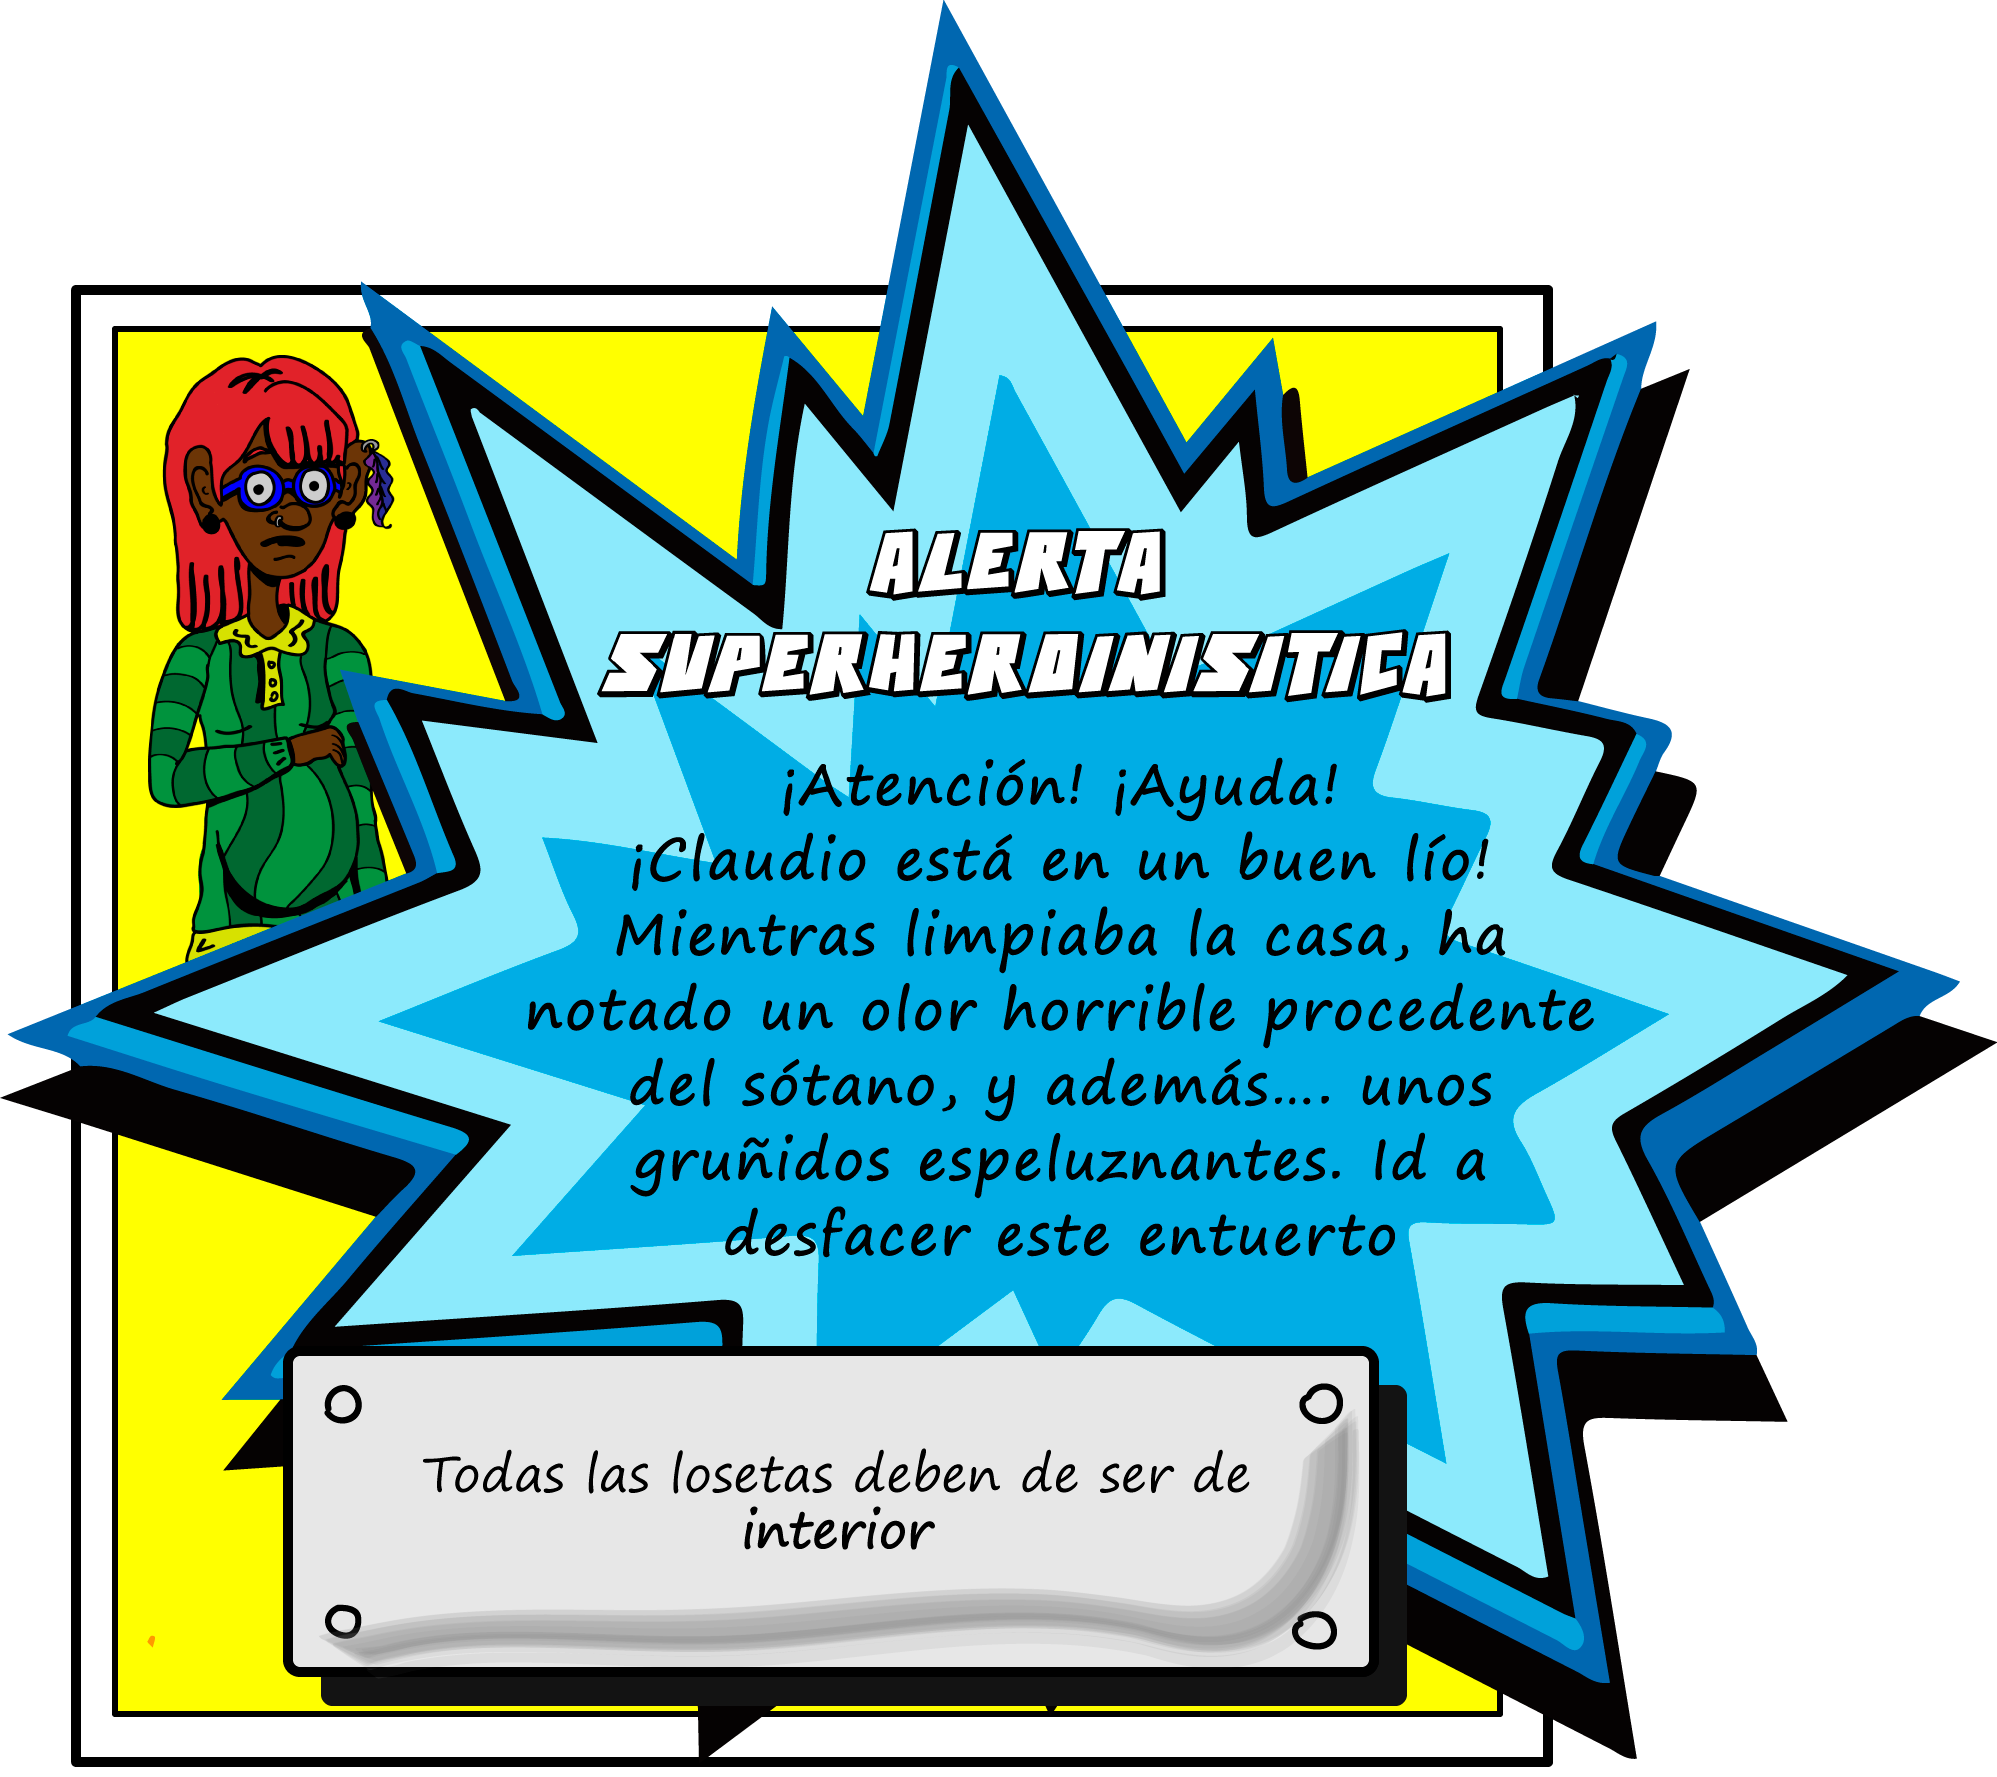 ALERTA
SUPERHEROINISITICA
¡Atención! ¡Ayuda!
¡Claudio está en un buen lío!
Mientras limpiaba la casa, ha
notado un olor horrible procedente
del sótano, y además.... unos
gruñidos espeluznantes. Id a
desfacer este entuerto
Todas las losetas deben de ser de
interior